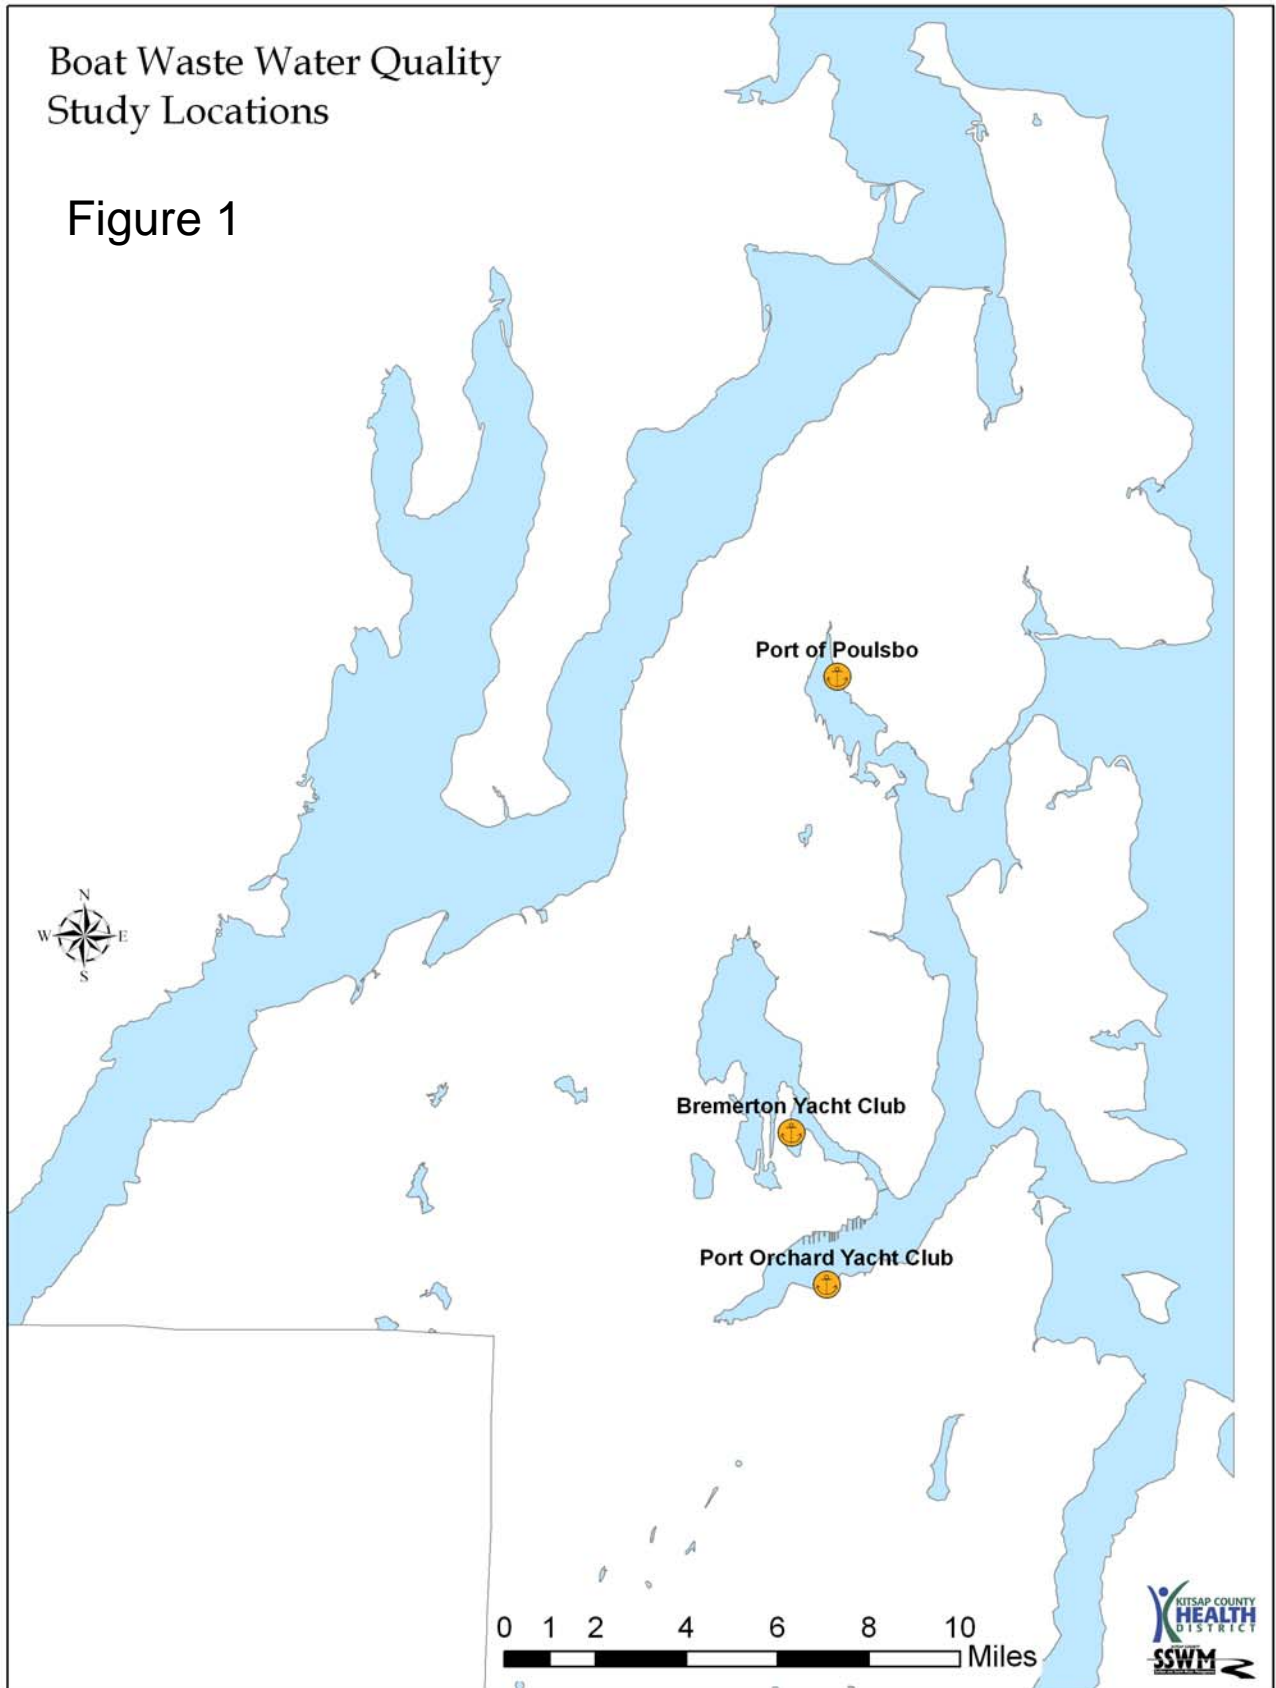 Boat Waste Water Quality
Study Locations
Figure 1
Port of Poulsbo
N
W E
S
Bremerton Yacht Club
Port Orchard Yacht Club
0 1 2 4 6 8 10
Miles
KITSAP COUNTY
HEALTH
DISTRICT
SSWM